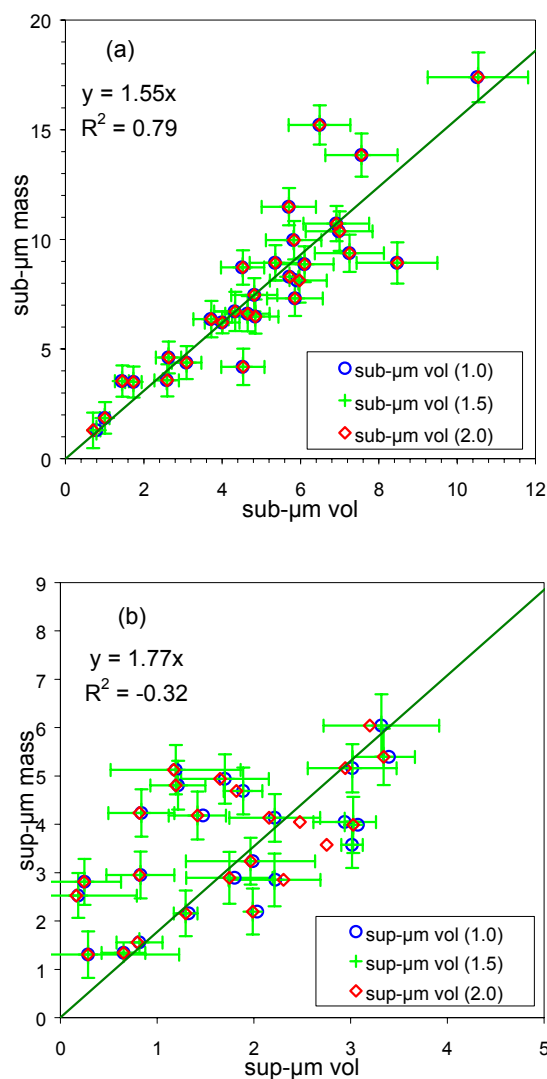 20
15
10
5
0
sub-µm mass
(a)
y = 1.55x
R² = 0.79
sub-µm vol (1.0)
sub-µm vol (1.5)
sub-µm vol (2.0)
0 2 4 6 8 10 12
sub-µm vol
9
8
7
6
5
4
3
2
1
0
sup-µm mass
(b)
y = 1.77x
R² = -0.32
sup-µm vol (1.0)
sup-µm vol (1.5)
sup-µm vol (2.0)
0 1 2 3 4 5
sup-µm vol